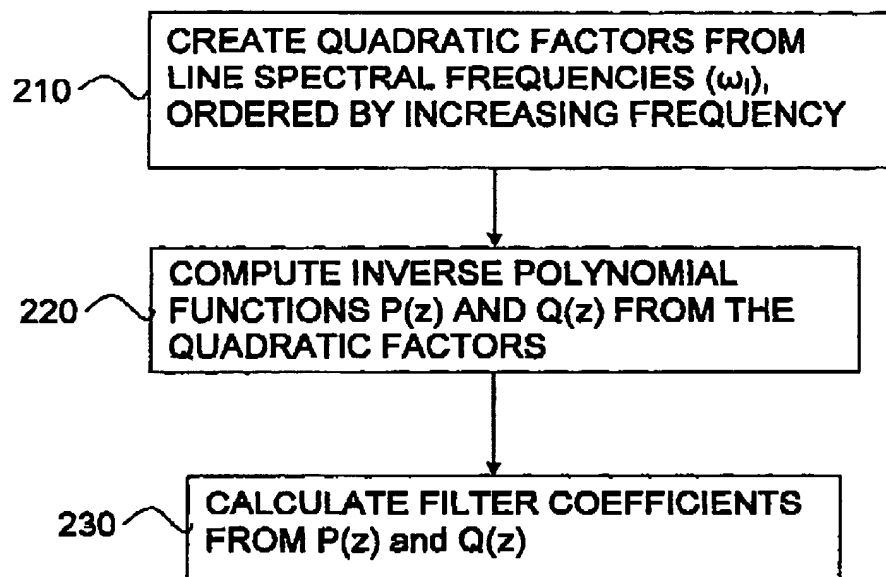 CREATE QUADRATIC FACTORS FROM
210
LINE SPECTRAL FREQUENCIES (ωI),
ORDERED BY INCREASING FREQUENCY
COMPUTE INVERSE POLYNOMIAL
220
FUNCTIONS P(z) AND Q(z) FROM THE
QUADRATIC FACTORS
CALCULATE FILTER COEFFICIENTS
230
FROM P(z) and Q(z)